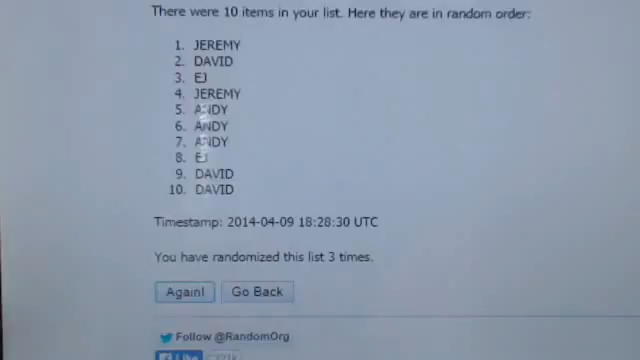 There were 10 items in your list. Here they are in random order:
1. JEREMY
2. DAVID
3. EJ
4. JEREMY
5. ANDY
6. ANDY
7. ANDY
8. EJ
9. DAVID
10. DAVID
Timestamp: 2014-04-09 18:28:30 UTC
You have randomized this list 3 times.
Again! Go Back
Follow @RandomOrg
Like